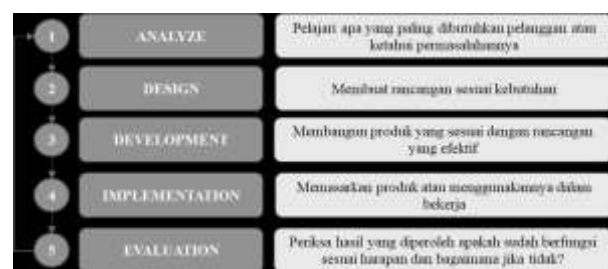 1
ANALYZE
Pelajari apa yang paling dibutuhkan pelanggan atau
ketahui permasalahannya
2
DESIGN
Membuat rancangan sesuai kebutuhan
3
DEVELOPMENT
Membangun produk yang sesuai dengan rancangan
yang efektif
4
IMPLEMENTATION
Memasarkan produk atau menggunakannya dalam
bekerja
5
EVALUATION
Periksa hasil yang diperoleh apakah sudah berfungsi
sesuai harapan dan bagaimana jika tidak?